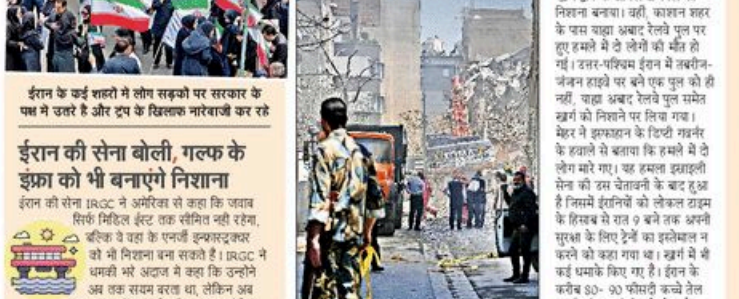 ईरान के कई शहरों में लोग सड़कों पर सरकार के
पक्ष में उतरे है और ट्रंप के खिलाफ नारेबाजी कर रहे
ईरान की सेना बोली, गल्फ के
इंफ्रा को भी बनाएंगे निशाना
ईरान की सेना IRGC ने अमेरिका से कहा कि जवाब
सिर्फ मिडिल ईस्ट तक सीमित नही रहेगा,
बल्कि वे वहा के एनर्जी इन्फ्रास्ट्रक्चर
को भी निशाना बना सकते है। IRGC ने
धमकी भरे अंदाज मे कहा कि उन्होने
अब तक सयम बरता था, लेकिन अब
निशाना बनाया। वहीं, काशान शहर
के पास याह्या अबाद रेलवे पुल पर
हुए हमले में दो लोगों की मौत हो
गई। उत्तर-पश्चिम ईरान में तबरीज-
जंजन हाइवे पर बने एक पुल को ही
नहीं, याह्या अबाद रेलवे पुल समेत
खार्ग को निशाने पर लिया गया।
मेहर ने इस्फहान के डिप्टी गवर्नर
के हवाले से बताया कि हमले में दो
लोग मारे गए। यह हमला इस्राइली
सेना की उस चेतावनी के बाद हुआ
है जिसमें ईरानियों को लोकल टाइम
के हिसाब से रात 9 बजे तक अपनी
सुरक्षा के लिए ट्रेनों का इस्तेमाल न
करने को कहा गया था। खार्ग में भी
कई धमाके किए गए हैं। ईरान के
करीब 80- 90 फीसदी कच्चे तेल